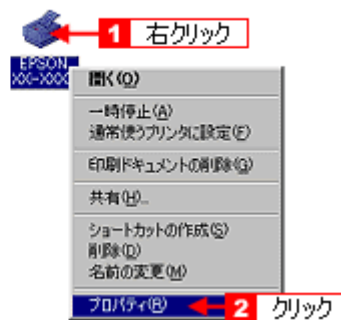 1 右クリック
EPSON
XX-XXXX
開く(O)
一時停止(A)
通常使うプリンタに設定(F)
印刷ドキュメントの削除(G)
共有(H)...
ショートカットの作成(S)
削除(D)
名前の変更(M)
プロパティ(R)
2 クリック